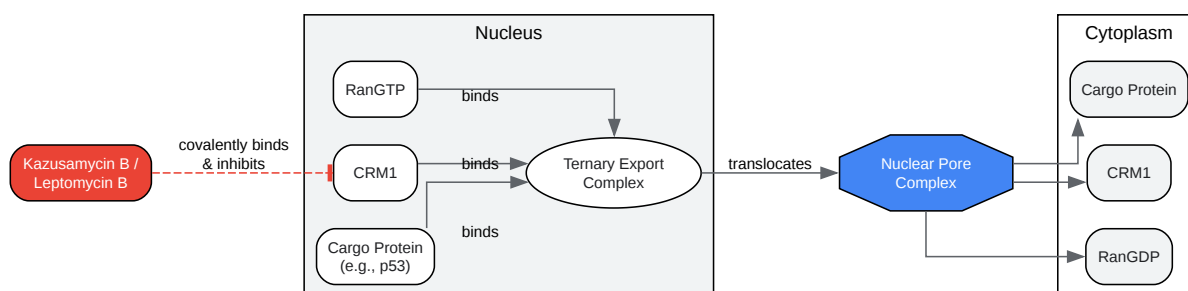 Nucleus
Cytoplasm
RanGTP
binds
Cargo Protein
covalently binds
& inhibits
Kazusamycin B /
Leptomycin B
CRM1
binds
Ternary Export
Complex
translocates
Nuclear Pore
Complex
CRM1
binds
Cargo Protein
(e.g., p53)
RanGDP